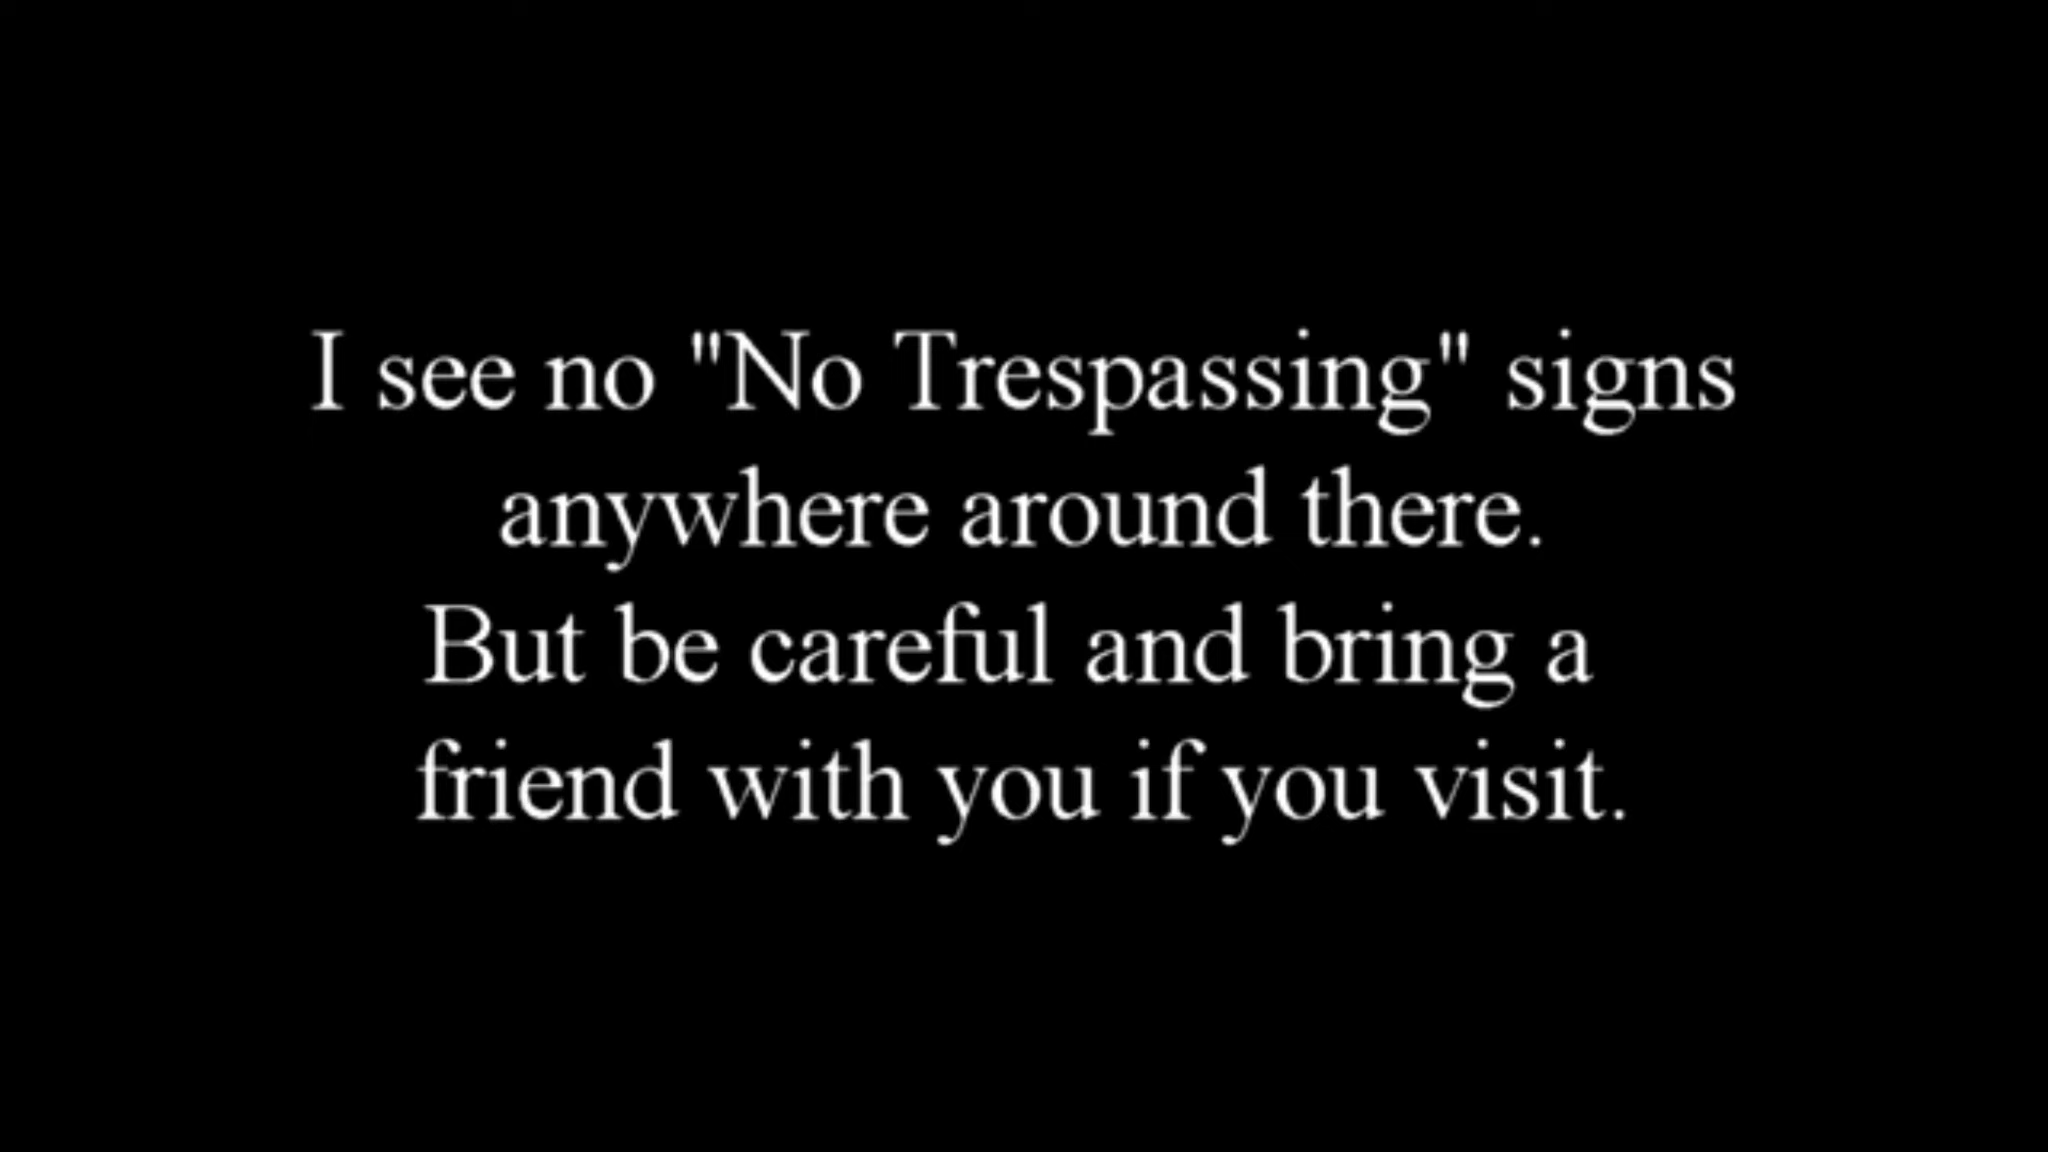 I see no "No Trespassing" signs
anywhere around there.
But be careful and bring a
friend with you if you visit.